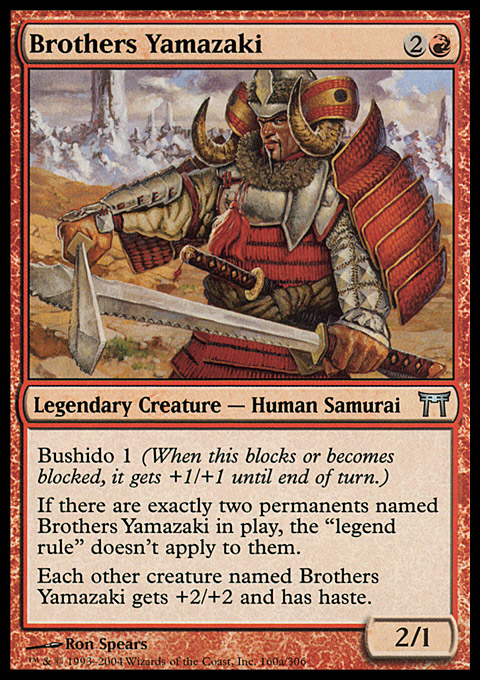 Brothers Yamazaki 2
Legendary Creature — Human Samurai
Bushido 1 (When this blocks or becomes
blocked, it gets +1/+1 until end of turn.)
If there are exactly two permanents named
Brothers Yamazaki in play, the “legend
rule” doesn’t apply to them.
Each other creature named Brothers
Yamazaki gets +2/+2 and has haste.
Ron Spears
2/1
™ & © 1993–2004 Wizards of the Coast, Inc. 160a/306